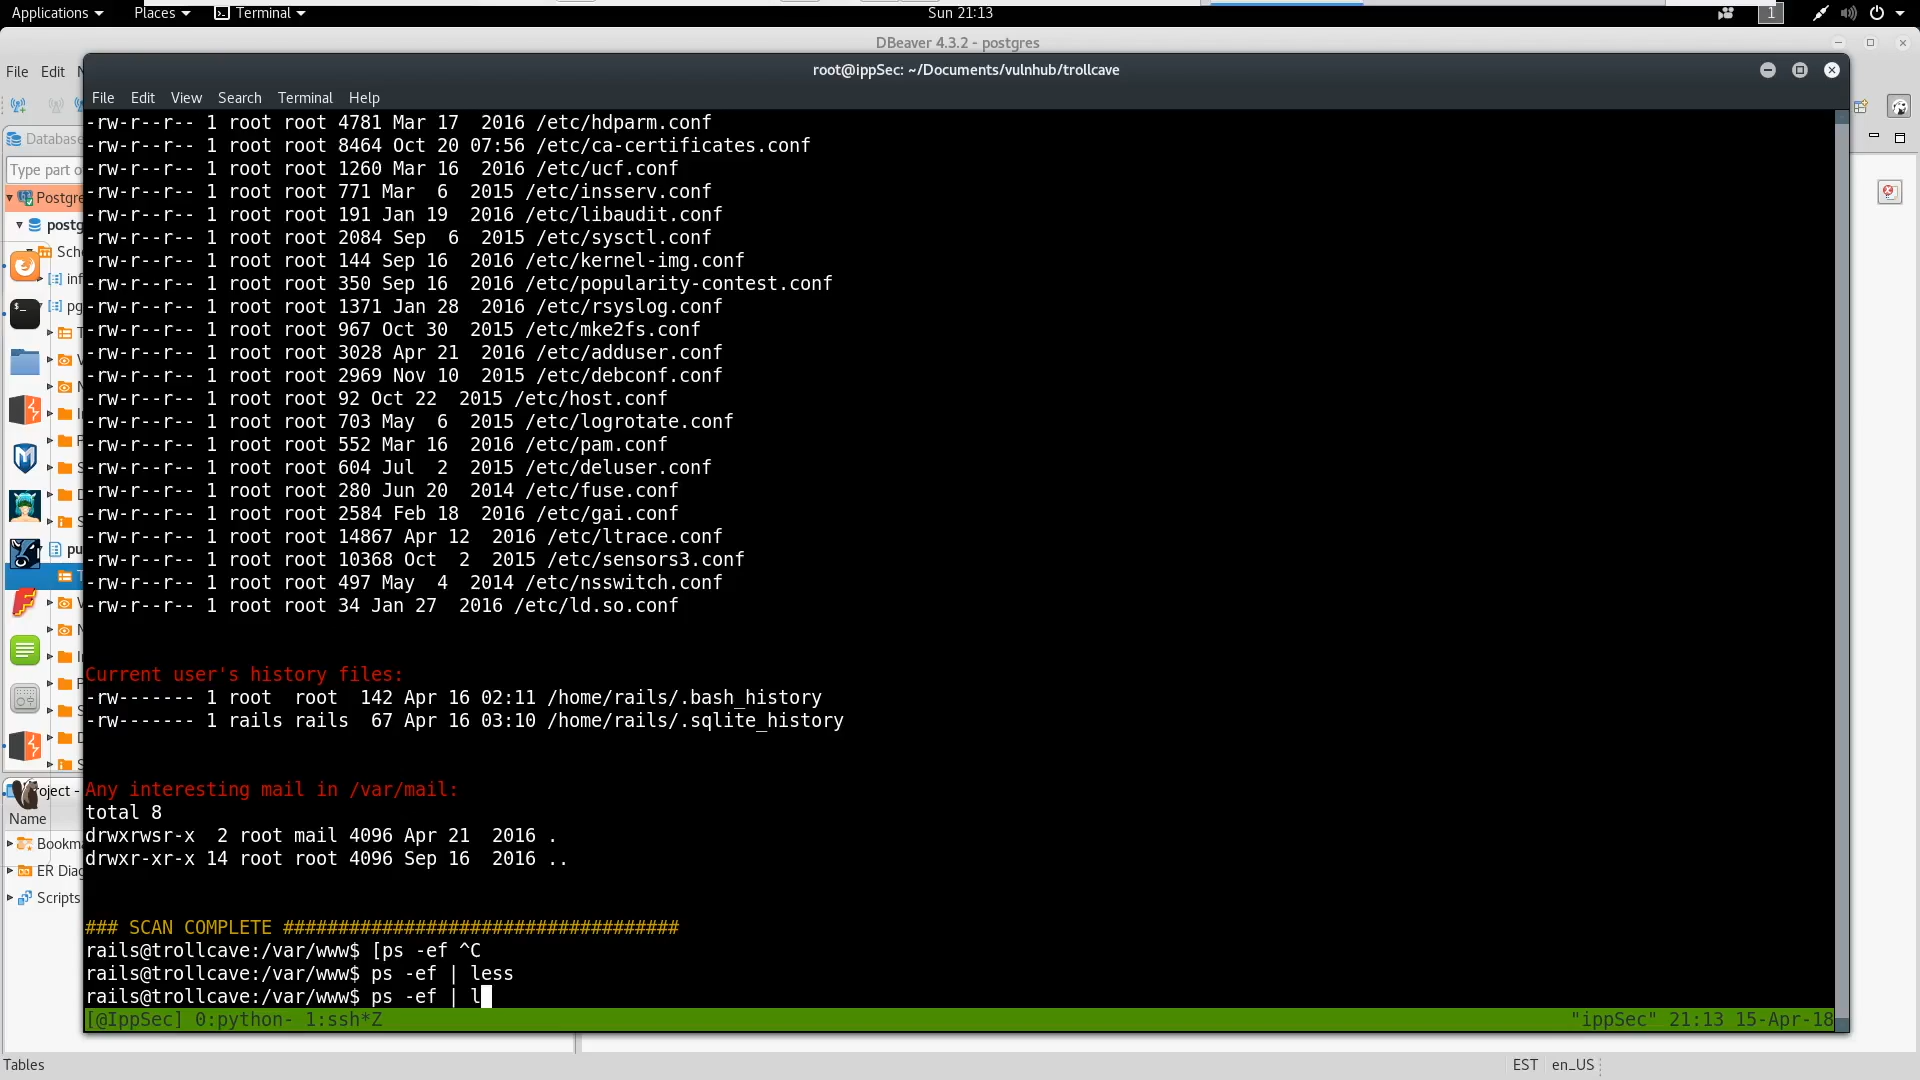 Applications Places Terminal Sun 21:13 1
DBeaver 4.3.2 - postgres
File Edit N
root@ippSec: ~/Documents/vulnhub/trollcave
File Edit View Search Terminal Help
Database
Type part o
Postgre
postg
Sche
inf
pg
T
V
N
I
F
S
D
S
pu
T
V
N
I
F
S
D
S
Project -
Name
Bookma
ER Diag
Scripts
-rw-r--r-- 1 root root 4781 Mar 17  2016 /etc/hdparm.conf
-rw-r--r-- 1 root root 8464 Oct 20 07:56 /etc/ca-certificates.conf
-rw-r--r-- 1 root root 1260 Mar 16  2016 /etc/ucf.conf
-rw-r--r-- 1 root root 771 Mar  6  2015 /etc/insserv.conf
-rw-r--r-- 1 root root 191 Jan 19  2016 /etc/libaudit.conf
-rw-r--r-- 1 root root 2084 Sep  6  2015 /etc/sysctl.conf
-rw-r--r-- 1 root root 144 Sep 16  2016 /etc/kernel-img.conf
-rw-r--r-- 1 root root 350 Sep 16  2016 /etc/popularity-contest.conf
-rw-r--r-- 1 root root 1371 Jan 28  2016 /etc/rsyslog.conf
-rw-r--r-- 1 root root 967 Oct 30  2015 /etc/mke2fs.conf
-rw-r--r-- 1 root root 3028 Apr 21  2016 /etc/adduser.conf
-rw-r--r-- 1 root root 2969 Nov 10  2015 /etc/debconf.conf
-rw-r--r-- 1 root root 92 Oct 22  2015 /etc/host.conf
-rw-r--r-- 1 root root 703 May  6  2015 /etc/logrotate.conf
-rw-r--r-- 1 root root 552 Mar 16  2016 /etc/pam.conf
-rw-r--r-- 1 root root 604 Jul  2  2015 /etc/deluser.conf
-rw-r--r-- 1 root root 280 Jun 20  2014 /etc/fuse.conf
-rw-r--r-- 1 root root 2584 Feb 18  2016 /etc/gai.conf
-rw-r--r-- 1 root root 14867 Apr 12  2016 /etc/ltrace.conf
-rw-r--r-- 1 root root 10368 Oct  2  2015 /etc/sensors3.conf
-rw-r--r-- 1 root root 497 May  4  2014 /etc/nsswitch.conf
-rw-r--r-- 1 root root 34 Jan 27  2016 /etc/ld.so.conf
Current user's history files:
-rw------- 1 root  root  142 Apr 16 02:11 /home/rails/.bash_history
-rw------- 1 rails rails  67 Apr 16 03:10 /home/rails/.sqlite_history
Any interesting mail in /var/mail:
total 8
drwxrwsr-x  2 root mail 4096 Apr 21  2016 .
drwxr-xr-x 14 root root 4096 Sep 16  2016 ..
### SCAN COMPLETE ####################################
rails@trollcave:/var/www$ [ps -ef ^C
rails@trollcave:/var/www$ ps -ef | less
rails@trollcave:/var/www$ ps -ef | l
[@IppSec] 0:python- 1:ssh*Z "ippSec" 21:13 15-Apr-18
Tables EST en_US